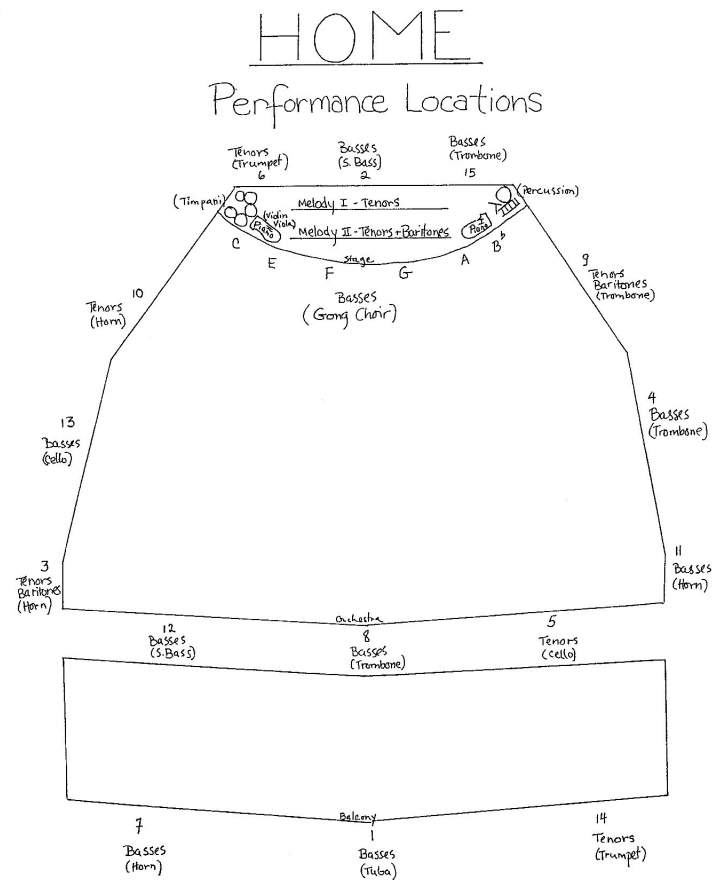 HOME
Performance Locations
Tenors
(Trumpet)
6
Basses
(S. Bass)
2
Basses
(Trombone)
15
(Timpani)
(Percussion)
Melody I - Tenors
(Violin
Viola)
Piano
Melody II - Tenors + Baritones
I
Piano
Stage
C
E
F
G
A
Bb
Basses
(Gong Choir)
10
Tenors
(Horn)
9
Tenors
Baritones
(Trombone)
13
Basses
(Cello)
4
Basses
(Trombone)
3
Tenors
Baritones
(Horn)
11
Basses
(Horn)
Orchestra
12
Basses
(S.Bass)
8
Basses
(Trombone)
5
Tenors
(Cello)
Balcony
7
Basses
(Horn)
1
Basses
(Tuba)
14
Tenors
(Trumpet)